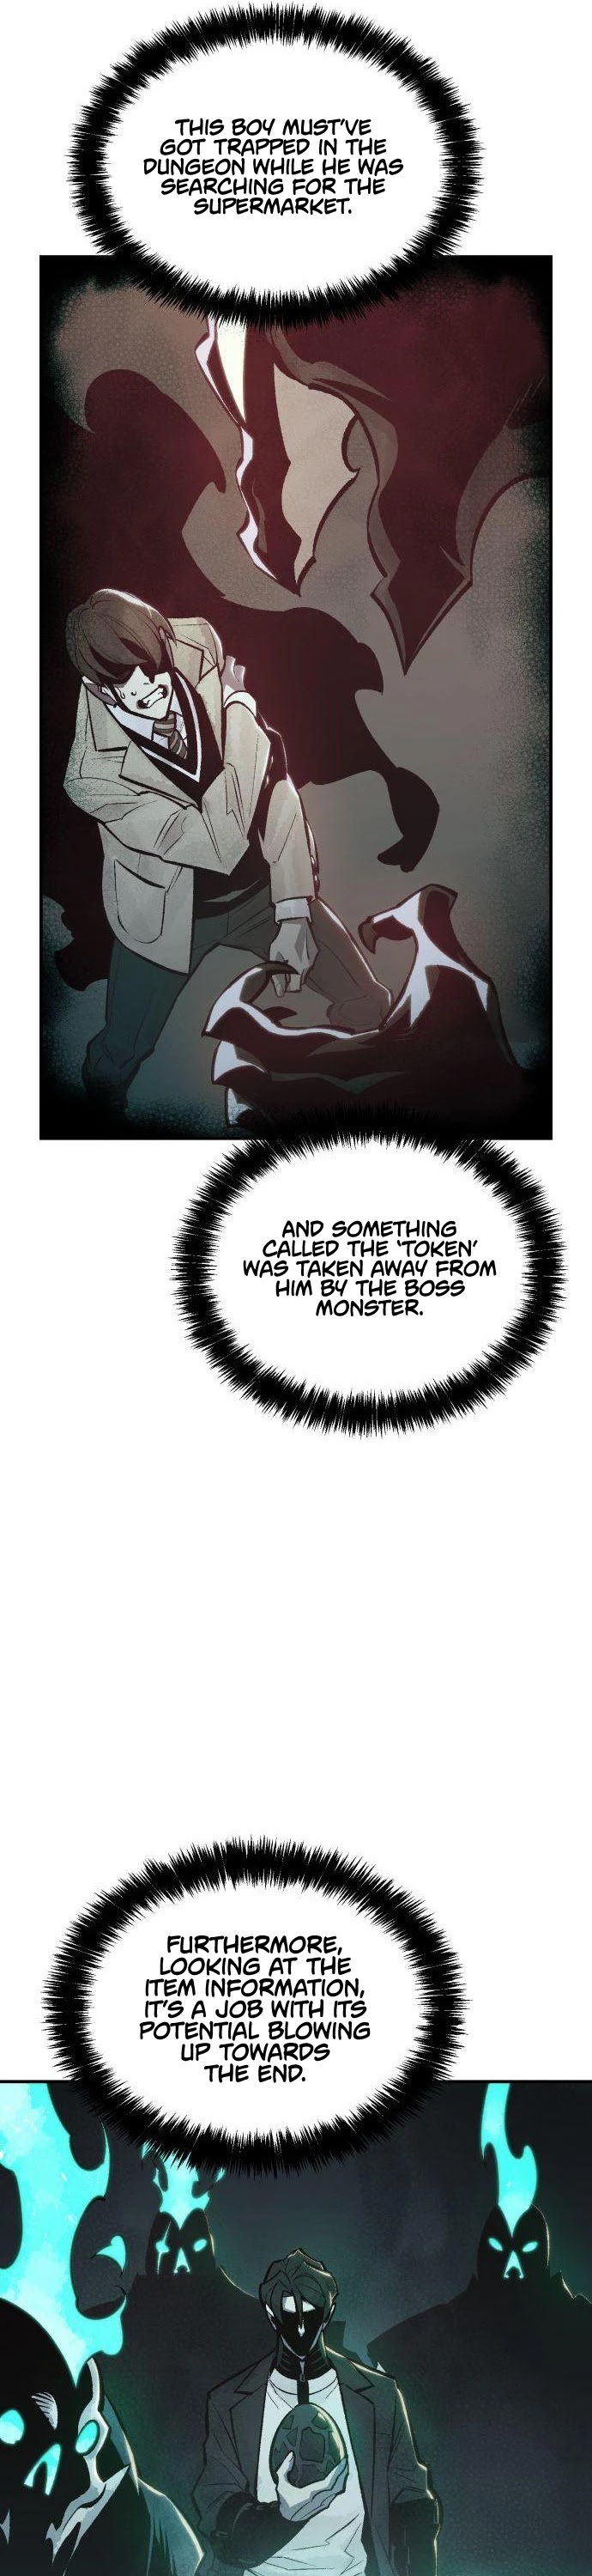 THIS BOY MUST'VE
GOT TRAPPED IN THE
DUNGEON WHILE HE WAS
SEARCHING FOR THE
SUPERMARKET.
AND SOMETHING
CALLED THE 'TOKEN'
WAS TAKEN AWAY FROM
HIM BY THE BOSS
MONSTER.
FURTHERMORE,
LOOKING AT THE
ITEM INFORMATION,
IT'S A JOB WITH ITS
POTENTIAL BLOWING
UP TOWARDS
THE END.